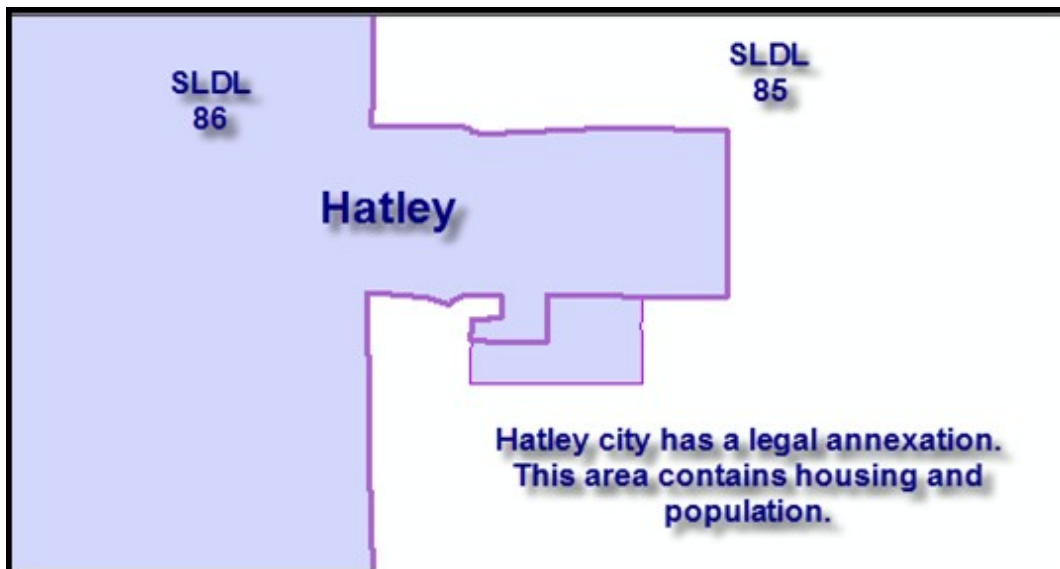 SLDL
86
SLDL
85
Hatley
Hatley city has a legal annexation.
This area contains housing and
population.